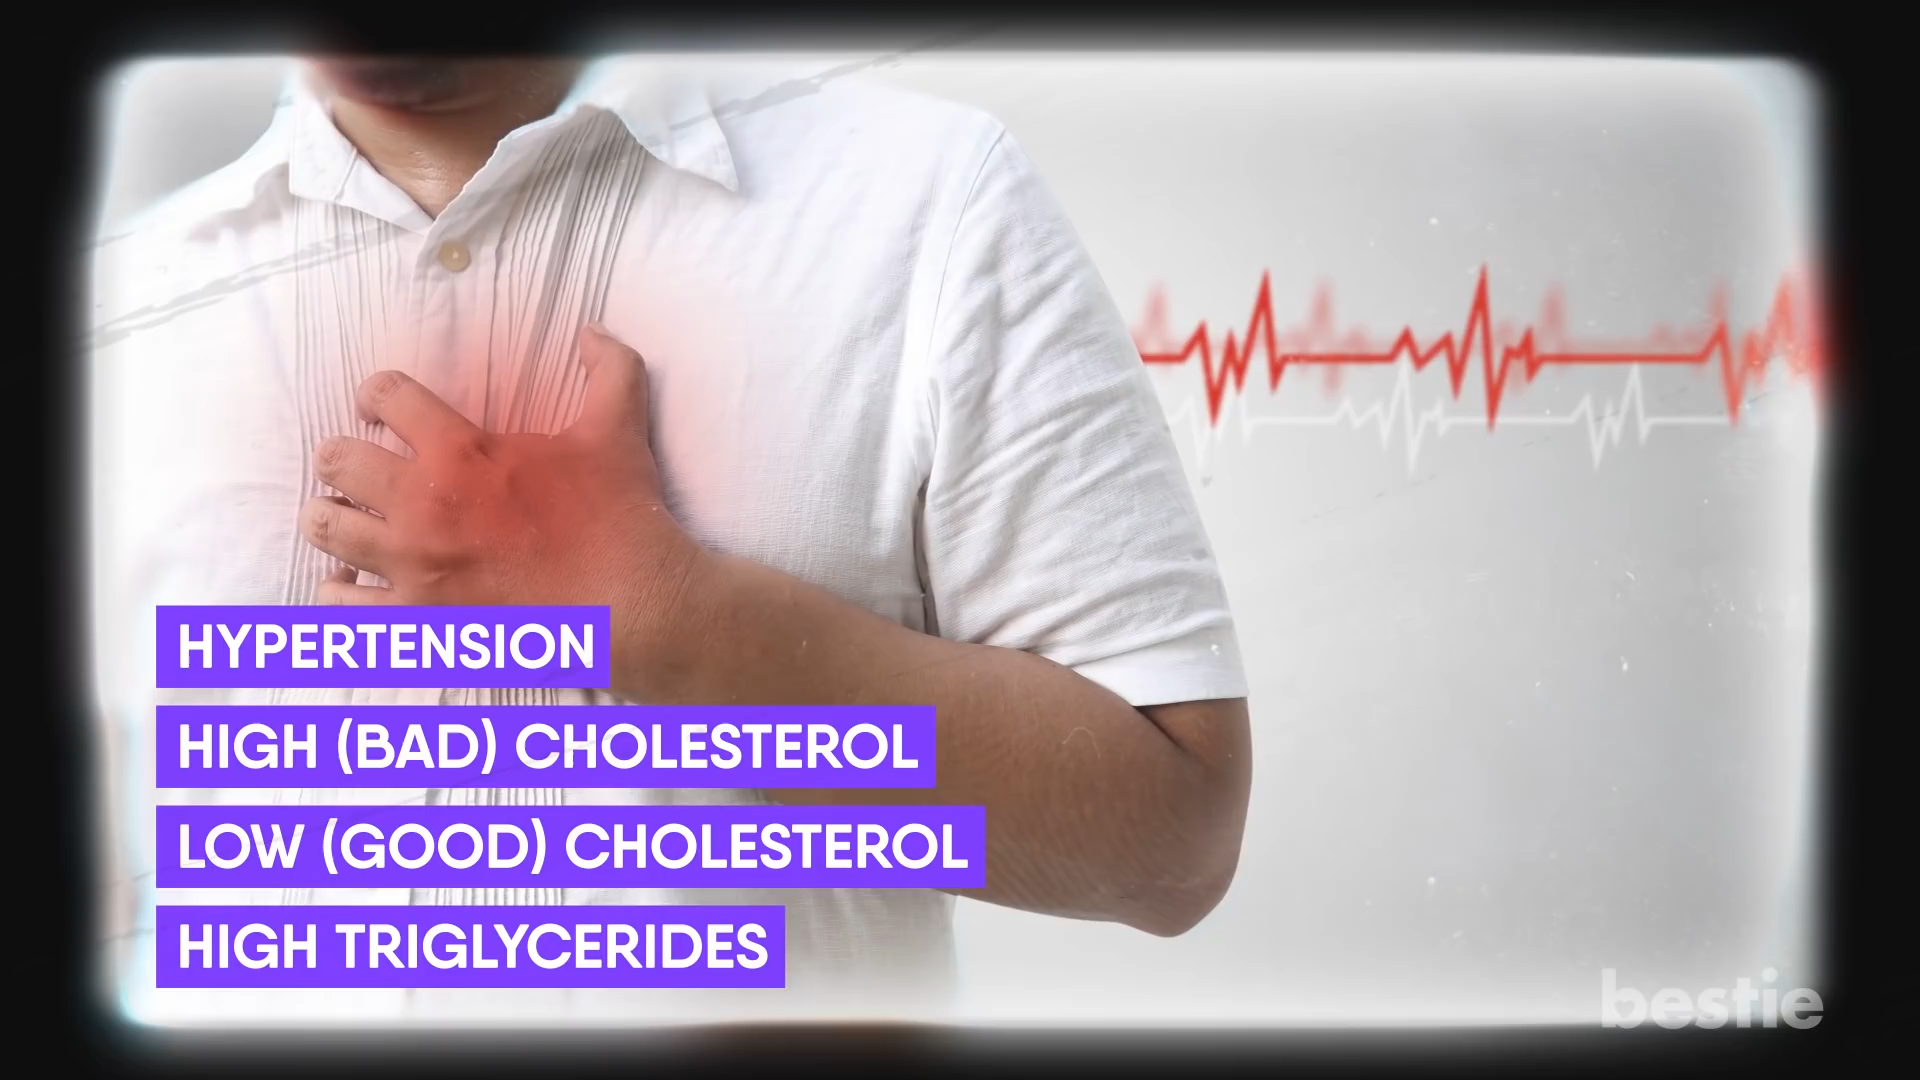 HYPERTENSION
HIGH (BAD) CHOLESTEROL
LOW (GOOD) CHOLESTEROL
HIGH TRIGLYCERIDES
bestie